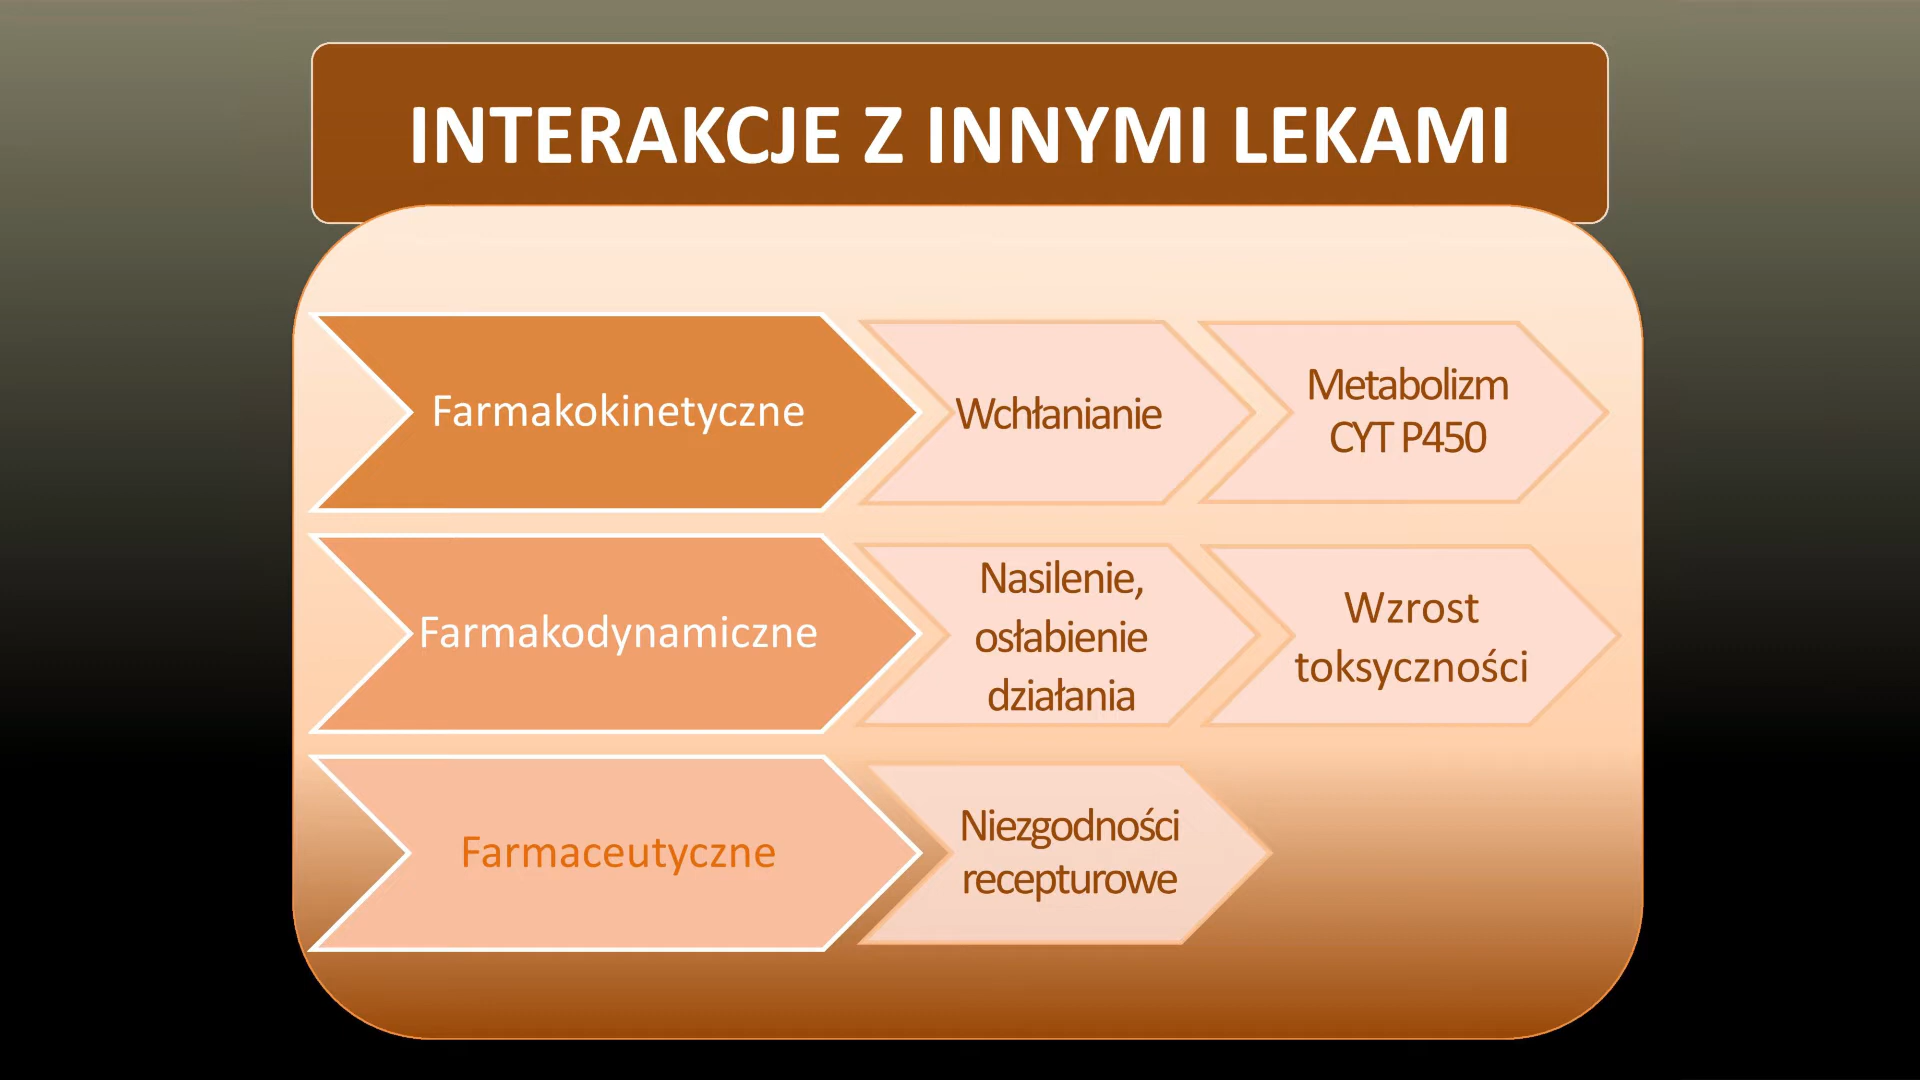 INTERAKCJE Z INNYMI LEKAMI
Farmakokinetyczne
Wchłanianie
Metabolizm
CYT P450
Farmakodynamiczne
Nasilenie,
osłabienie
działania
Wzrost
toksyczności
Farmaceutyczne
Niezgodności
recepturowe